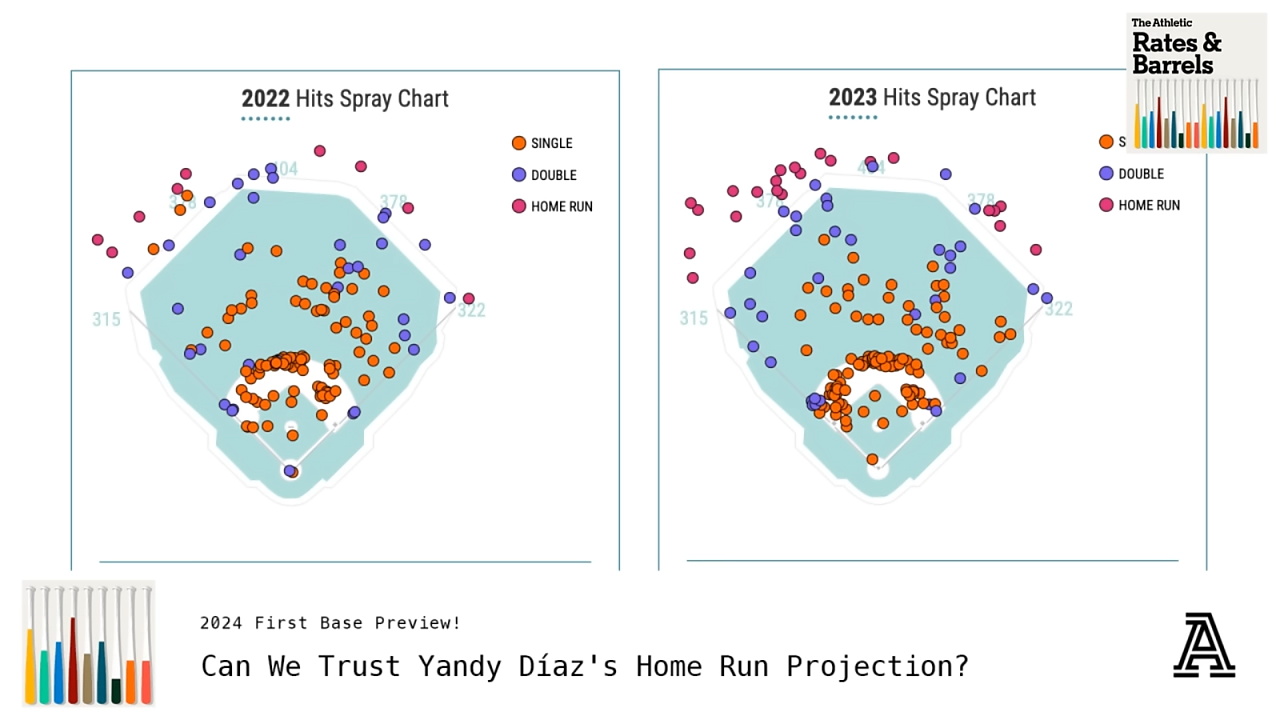 The Athletic
Rates &
Barrels
2022 Hits Spray Chart
SINGLE
DOUBLE
HOME RUN
378
315
322
2023 Hits Spray Chart
S
DOUBLE
HOME RUN
378
315
322
2024 First Base Preview!
Can We Trust Yandy Díaz's Home Run Projection?
A